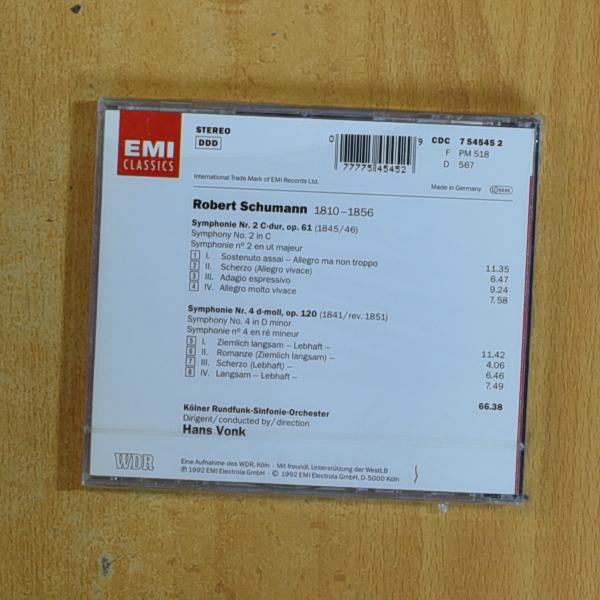 EMI
CLASSICS
STEREO
DDD
0 77775 45452 9
CDC 7 54545 2
F PM 518
D 567
International Trade Mark of EMI Records Ltd.
Made in Germany
Robert Schumann 1810–1856
Symphonie Nr. 2 C-dur, op. 61 (1845/46)
Symphony No. 2 in C
Symphonie n° 2 en ut majeur
1 I. Sostenuto assai – Allegro ma non troppo 11.35
2 II. Scherzo (Allegro vivace) 6.47
3 III. Adagio espressivo 9.24
4 IV. Allegro molto vivace 7.58
Symphonie Nr. 4 d-moll, op. 120 (1841/rev. 1851)
Symphony No. 4 in D minor
Symphonie n° 4 en ré mineur
5 I. Ziemlich langsam – Lebhaft – 11.42
6 II. Romanze (Ziemlich langsam) – 4.06
7 III. Scherzo (Lebhaft) – 6.46
8 IV. Langsam – Lebhaft – 7.49
66.38
Kölner Rundfunk-Sinfonie-Orchester
Dirigent/conducted by/direction
Hans Vonk
WDR
Eine Aufnahme des WDR, Köln · Mit freundl. Unterstützung der WestLB
℗ 1992 EMI Electrola GmbH · © 1992 EMI Electrola GmbH, D-5000 Köln